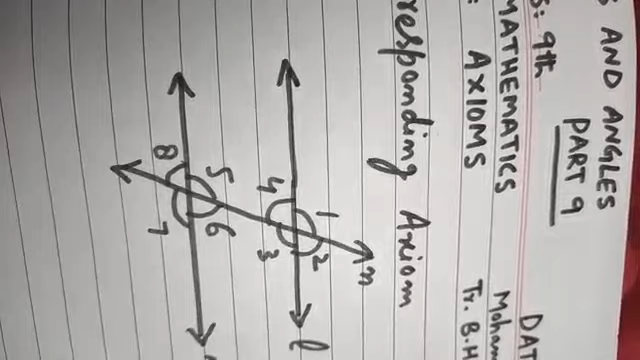 AND ANGLES
PART 9
: 9th
DAT
MATHEMATICS
Moham
: AXIOMS
Tr. B.H
responding Axiom
n
1
2
4
3
l
5
6
8
7